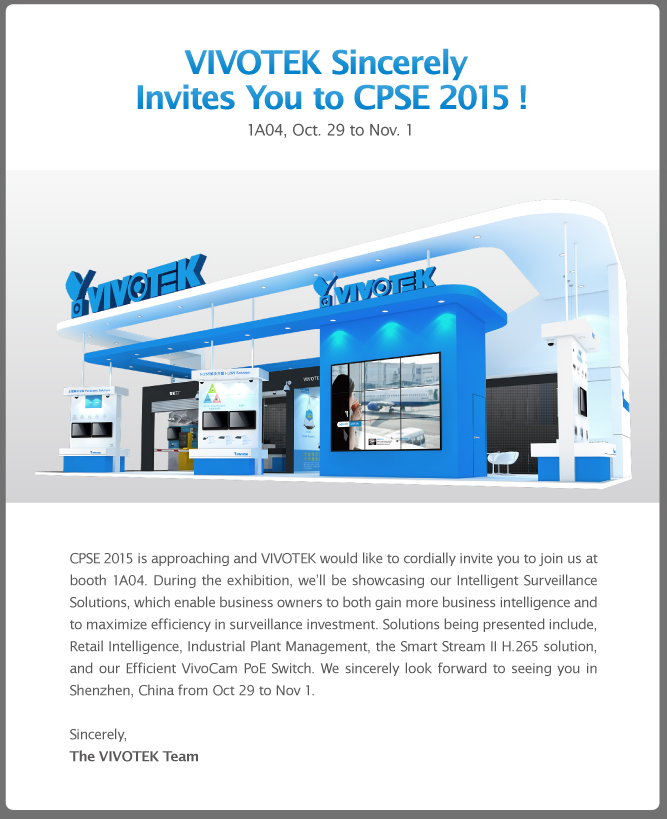 VIVOTEK Sincerely
Invites You to CPSE 2015 !
1A04, Oct. 29 to Nov. 1
VIVOTEK
VIVOTEK
VIVOTEK
CPSE 2015 is approaching and VIVOTEK would like to cordially invite you to join us at
booth 1A04. During the exhibition, we'll be showcasing our Intelligent Surveillance
Solutions, which enable business owners to both gain more business intelligence and
to maximize efficiency in surveillance investment. Solutions being presented include,
Retail Intelligence, Industrial Plant Management, the Smart Stream II H.265 solution,
and our Efficient VivoCam PoE Switch. We sincerely look forward to seeing you in
Shenzhen, China from Oct 29 to Nov 1.
Sincerely,
The VIVOTEK Team